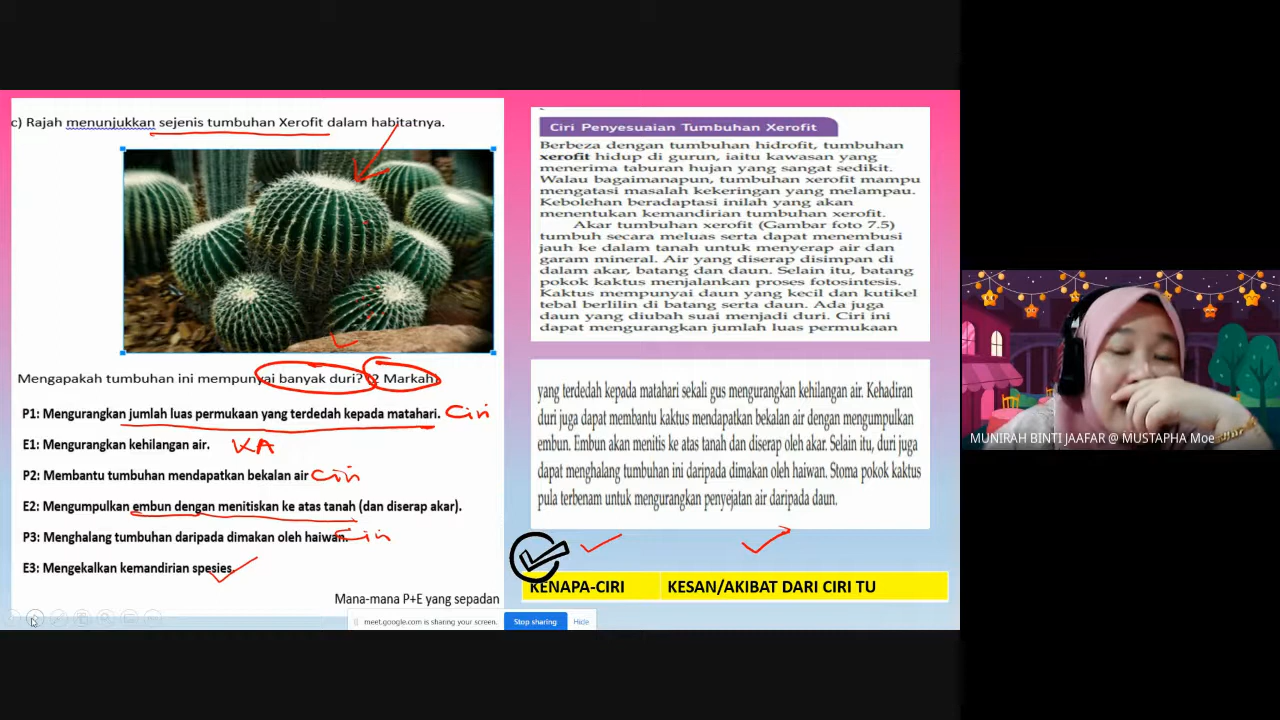 c) Rajah menunjukkan sejenis tumbuhan Xerofit dalam habitatnya.
Mengapakah tumbuhan ini mempunyai banyak duri? (2 Markah)
P1: Mengurangkan jumlah luas permukaan yang terdedah kepada matahari. Ciri
E1: Mengurangkan kehilangan air. KA
P2: Membantu tumbuhan mendapatkan bekalan air Ciri
E2: Mengumpulkan embun dengan menitiskan ke atas tanah (dan diserap akar).
P3: Menghalang tumbuhan daripada dimakan oleh haiwan. Ciri
E3: Mengekalkan kemandirian spesies.
Mana-mana P+E yang sepadan
Ciri Penyesuaian Tumbuhan Xerofit
Berbeza dengan tumbuhan hidrofit, tumbuhan
xerofit hidup di gurun, iaitu kawasan yang
menerima taburan hujan yang sangat sedikit.
Walau bagaimanapun, tumbuhan xerofit mampu
mengatasi masalah kekeringan yang melampau.
Kebolehan beradaptasi inilah yang akan
menentukan kemandirian tumbuhan xerofit.
Akar tumbuhan xerofit (Gambar foto 7.5)
tumbuh secara meluas serta dapat menembusi
jauh ke dalam tanah untuk menyerap air dan
garam mineral. Air yang diserap disimpan di
dalam akar, batang dan daun. Selain itu, batang
pokok kaktus menjalankan proses fotosintesis.
Kaktus mempunyai daun yang kecil dan kutikel
tebal berlilin di batang serta daun. Ada juga
daun yang diubah suai menjadi duri. Ciri ini
dapat mengurangkan jumlah luas permukaan
yang terdedah kepada matahari sekali gus mengurangkan kehilangan air. Kehadiran
duri juga dapat membantu kaktus mendapatkan bekalan air dengan mengumpulkan
embun. Embun akan menitis ke atas tanah dan diserap oleh akar. Selain itu, duri juga
dapat menghalang tumbuhan ini daripada dimakan oleh haiwan. Stoma pokok kaktus
pula terbenam untuk mengurangkan penyejatan air daripada daun.
KENAPA-CIRI KESAN/AKIBAT DARI CIRI TU
meet.google.com is sharing your screen. Stop sharing Hide
MUNIRAH BINTI JAAFAR @ MUSTAPHA Moe